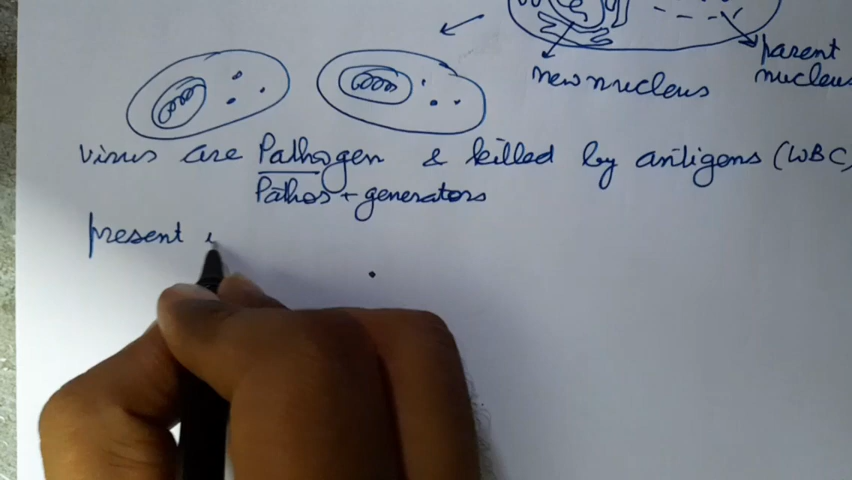 parent
new nucleus nucleus
virus are Pathogen & killed by antigens (WBC)
Pathos + generators
present